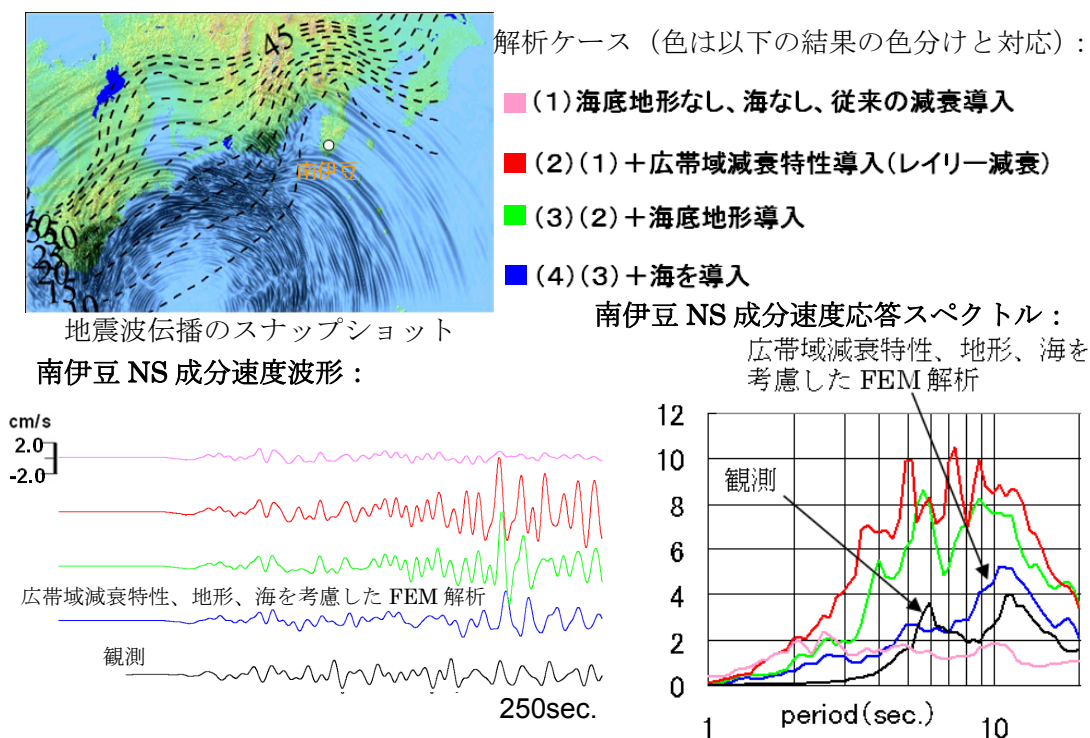 45
南伊豆
30
25
20
15
地震波伝播のスナップショット
解析ケース（色は以下の結果の色分けと対応）:
(1)海底地形なし、海なし、従来の減衰導入
(2)(1)＋広帯域減衰特性導入(レイリー減衰)
(3)(2)＋海底地形導入
(4)(3)＋海を導入
南伊豆 NS 成分速度波形：
cm/s
2.0
-2.0
広帯域減衰特性、地形、海を考慮した FEM 解析
観測
250sec.
南伊豆 NS 成分速度応答スペクトル：
広帯域減衰特性、地形、海を
考慮した FEM 解析
観測
12
10
8
6
4
2
0
1
period(sec.)
10